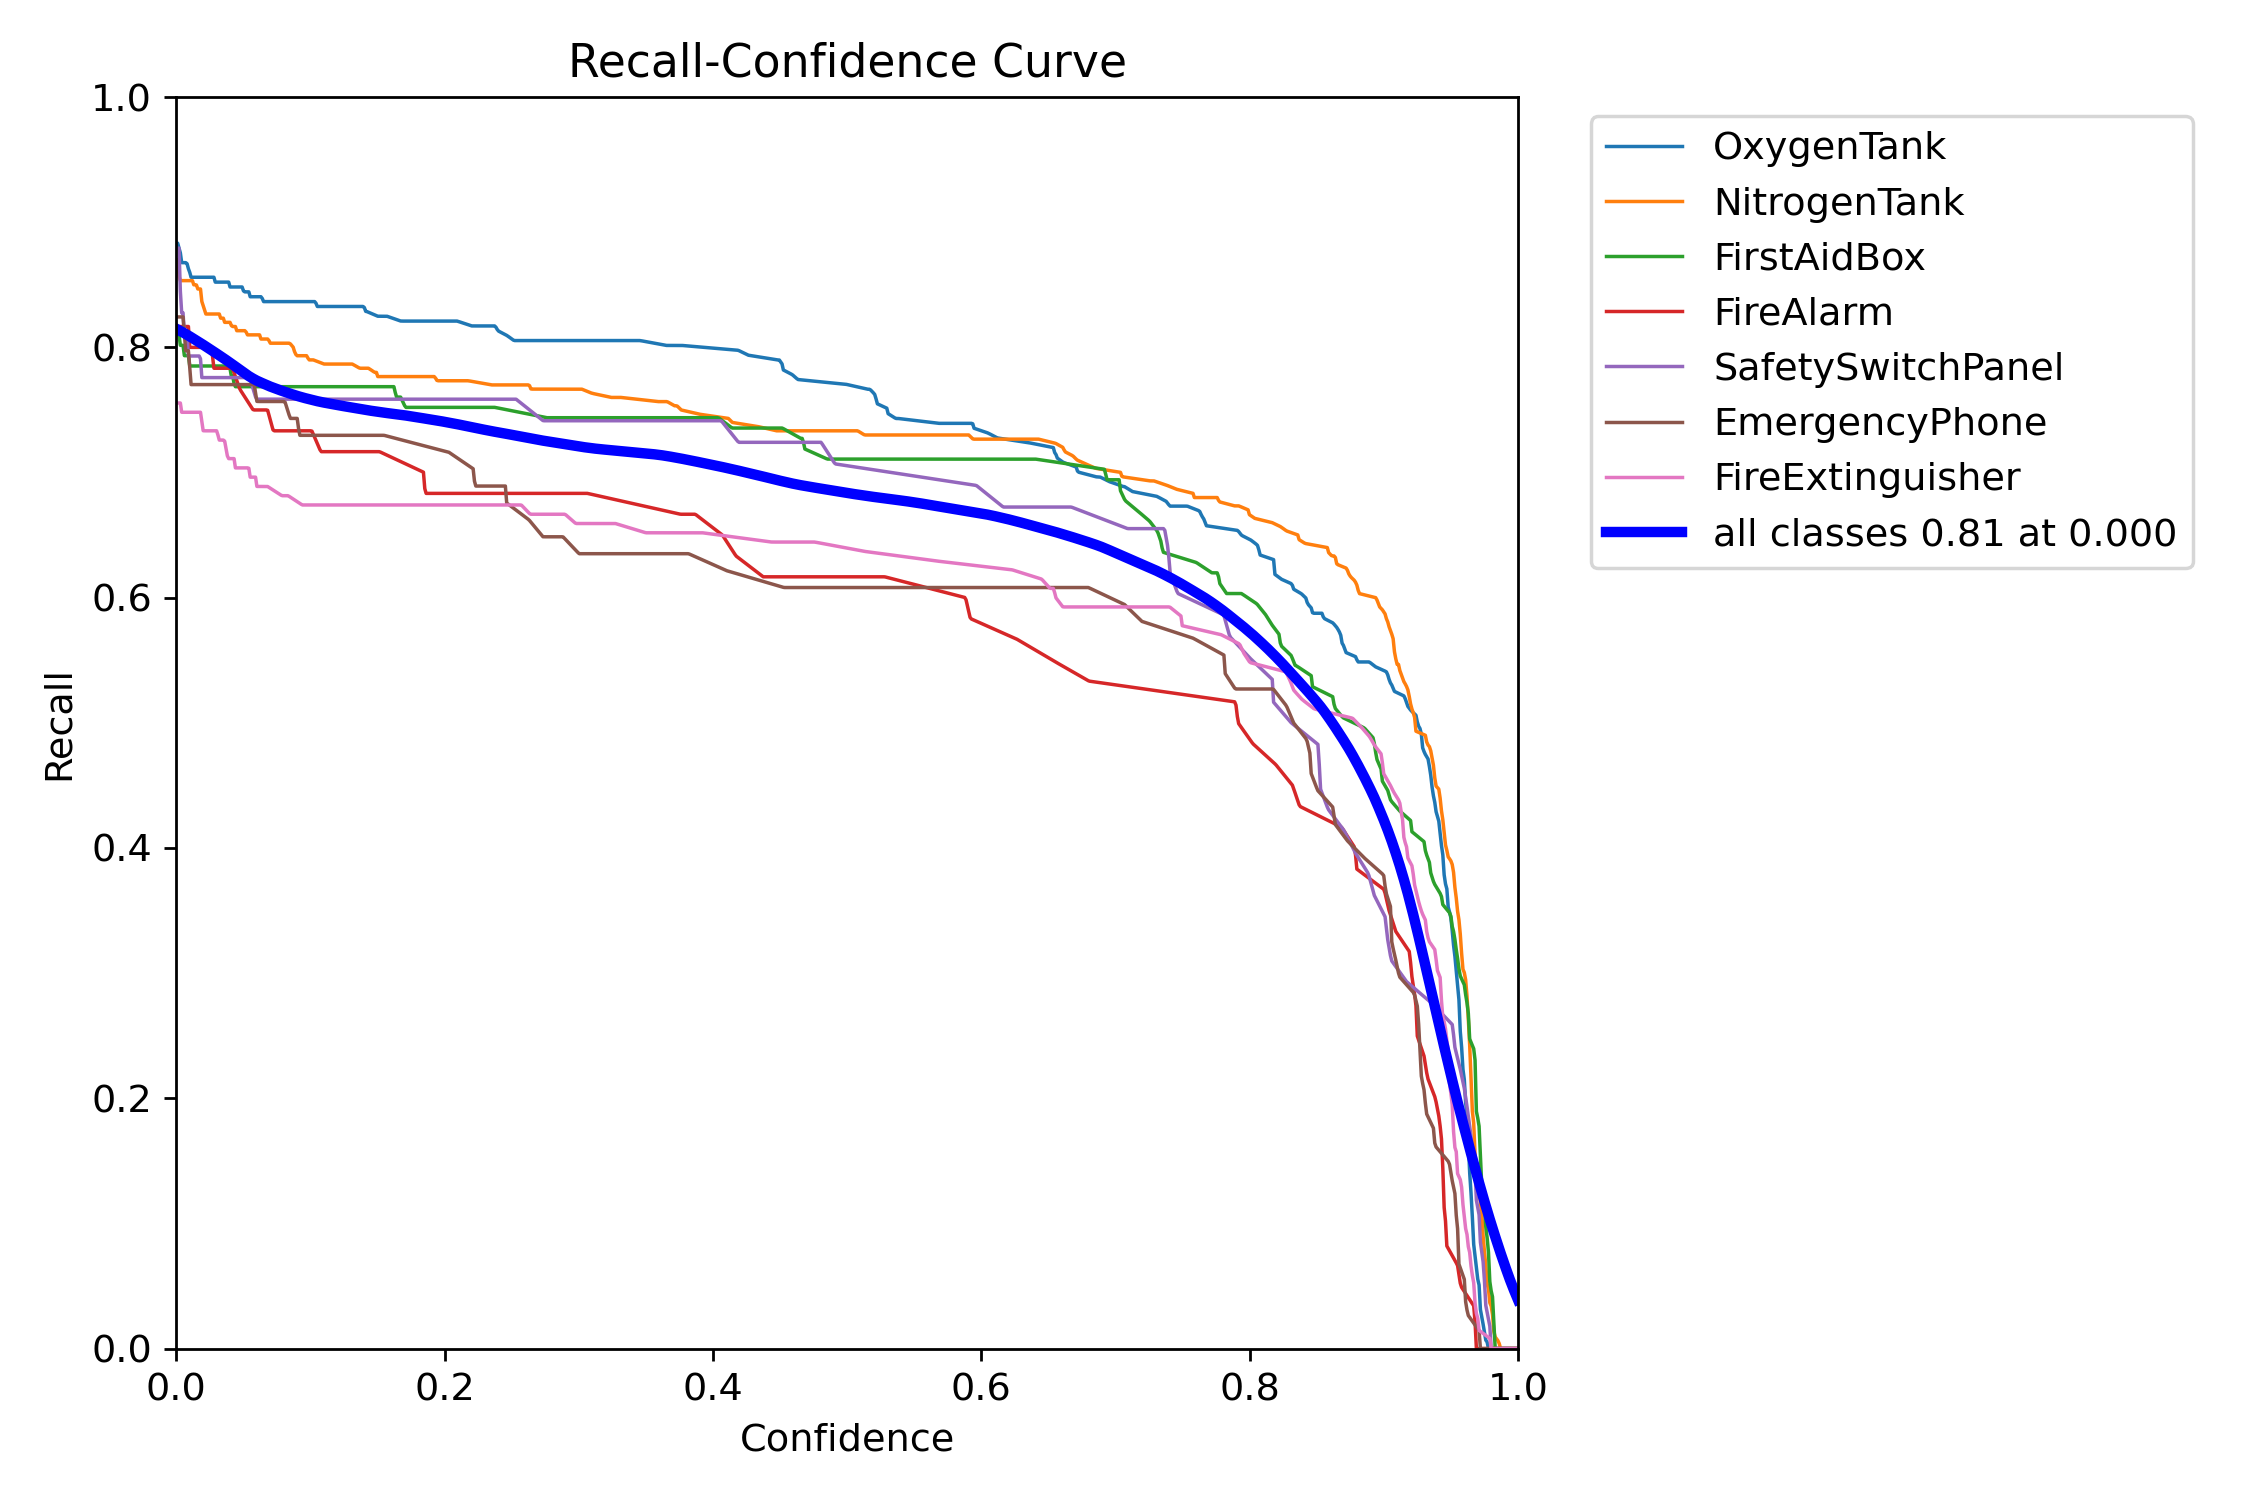 Recall-Confidence Curve
1.0
0.8
0.6
0.4
0.2
0.0
Recall
0.0 0.2 0.4 0.6 0.8 1.0
Confidence
OxygenTank
NitrogenTank
FirstAidBox
FireAlarm
SafetySwitchPanel
EmergencyPhone
FireExtinguisher
all classes 0.81 at 0.000